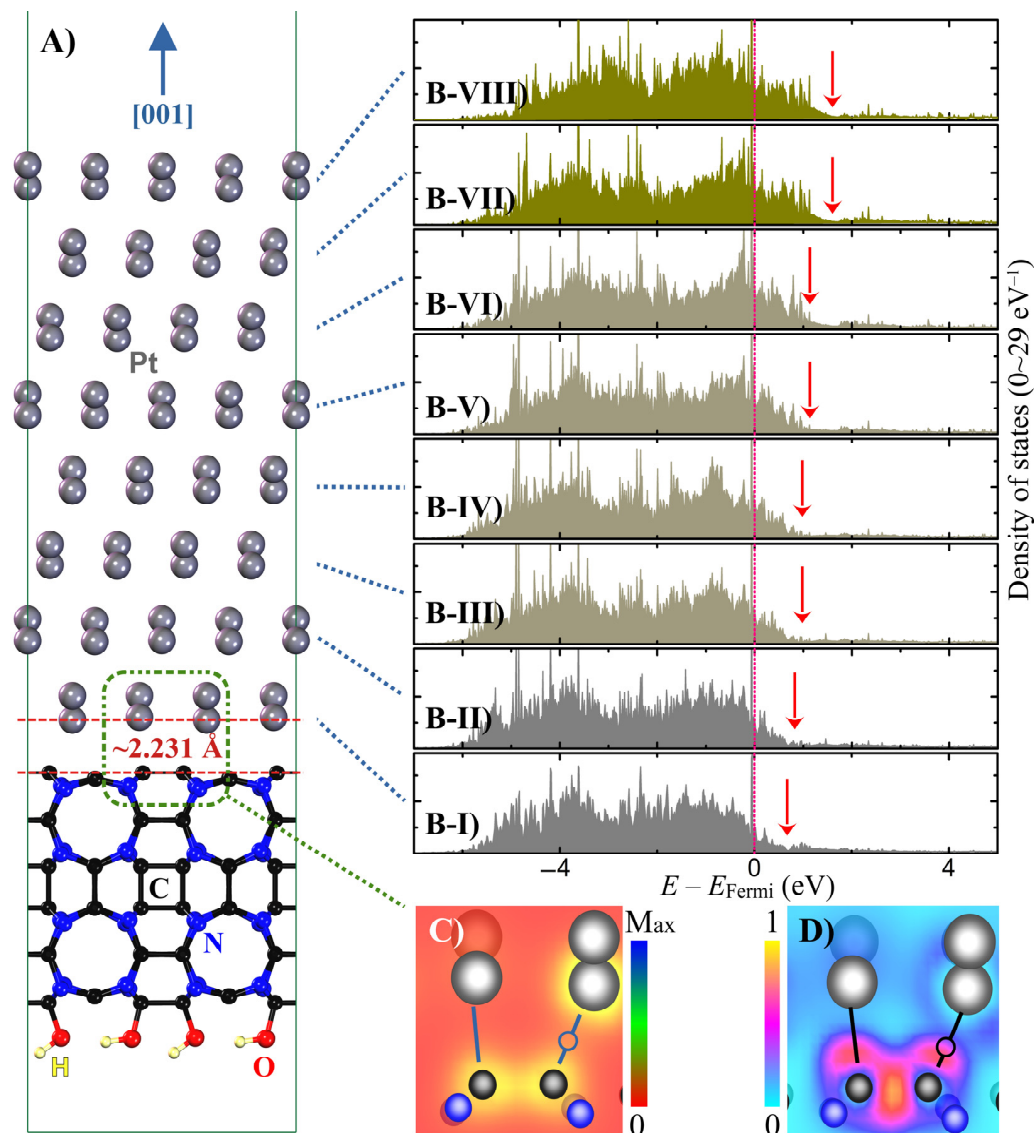 A)
[001]
Pt
~2.231 Å
C
N
H
O
B-VIII)
B-VII)
B-VI)
B-V)
B-IV)
B-III)
B-II)
B-I)
Density of states (0~29 eV⁻¹)
−4 0 4
E – E_Fermi (eV)
C)
Max
0
1
0
D)